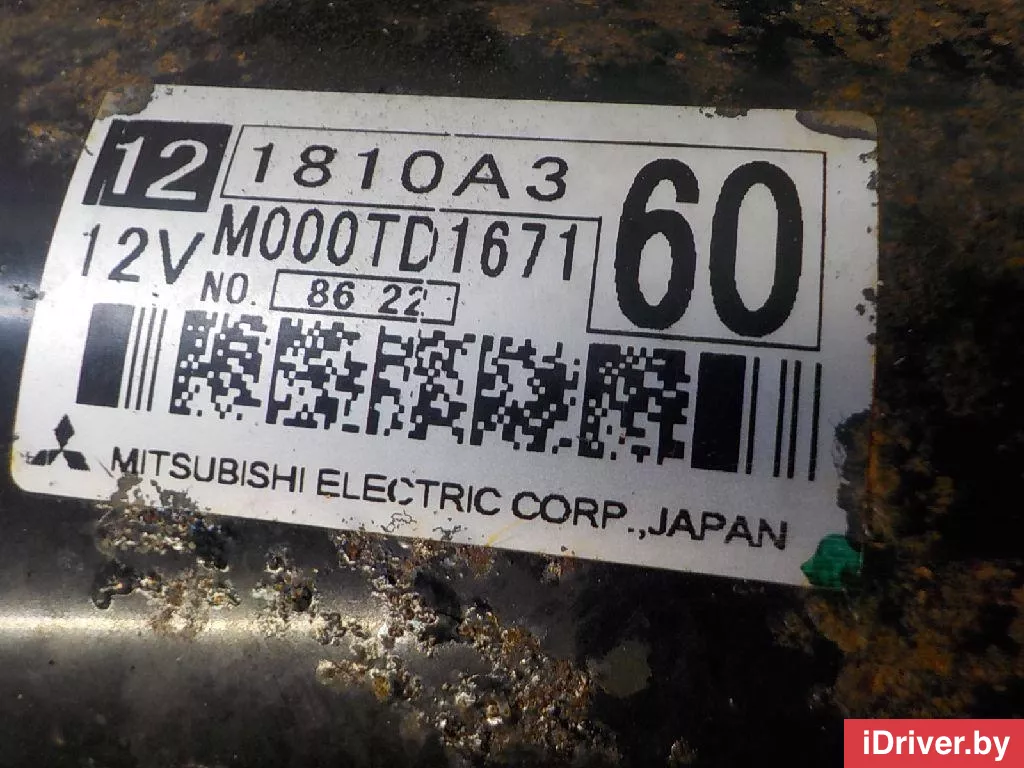 12 1810A3 60
12V M000TD1671
NO. 86 22
MITSUBISHI ELECTRIC CORP.,JAPAN
iDriver.by